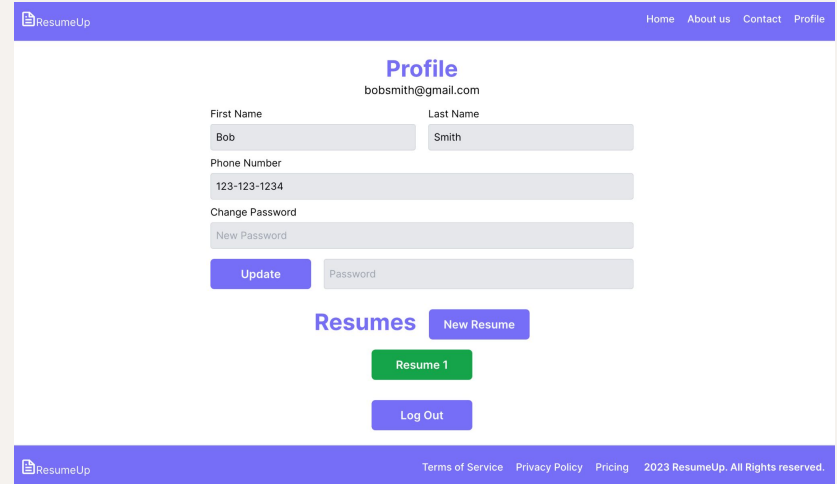 ResumeUp
Home About us Contact Profile
Profile
bobsmith@gmail.com
First Name Last Name
Bob Smith
Phone Number
123-123-1234
Change Password
New Password
Update Password
Resumes New Resume
Resume 1
Log Out
ResumeUp
Terms of Service Privacy Policy Pricing 2023 ResumeUp. All Rights reserved.